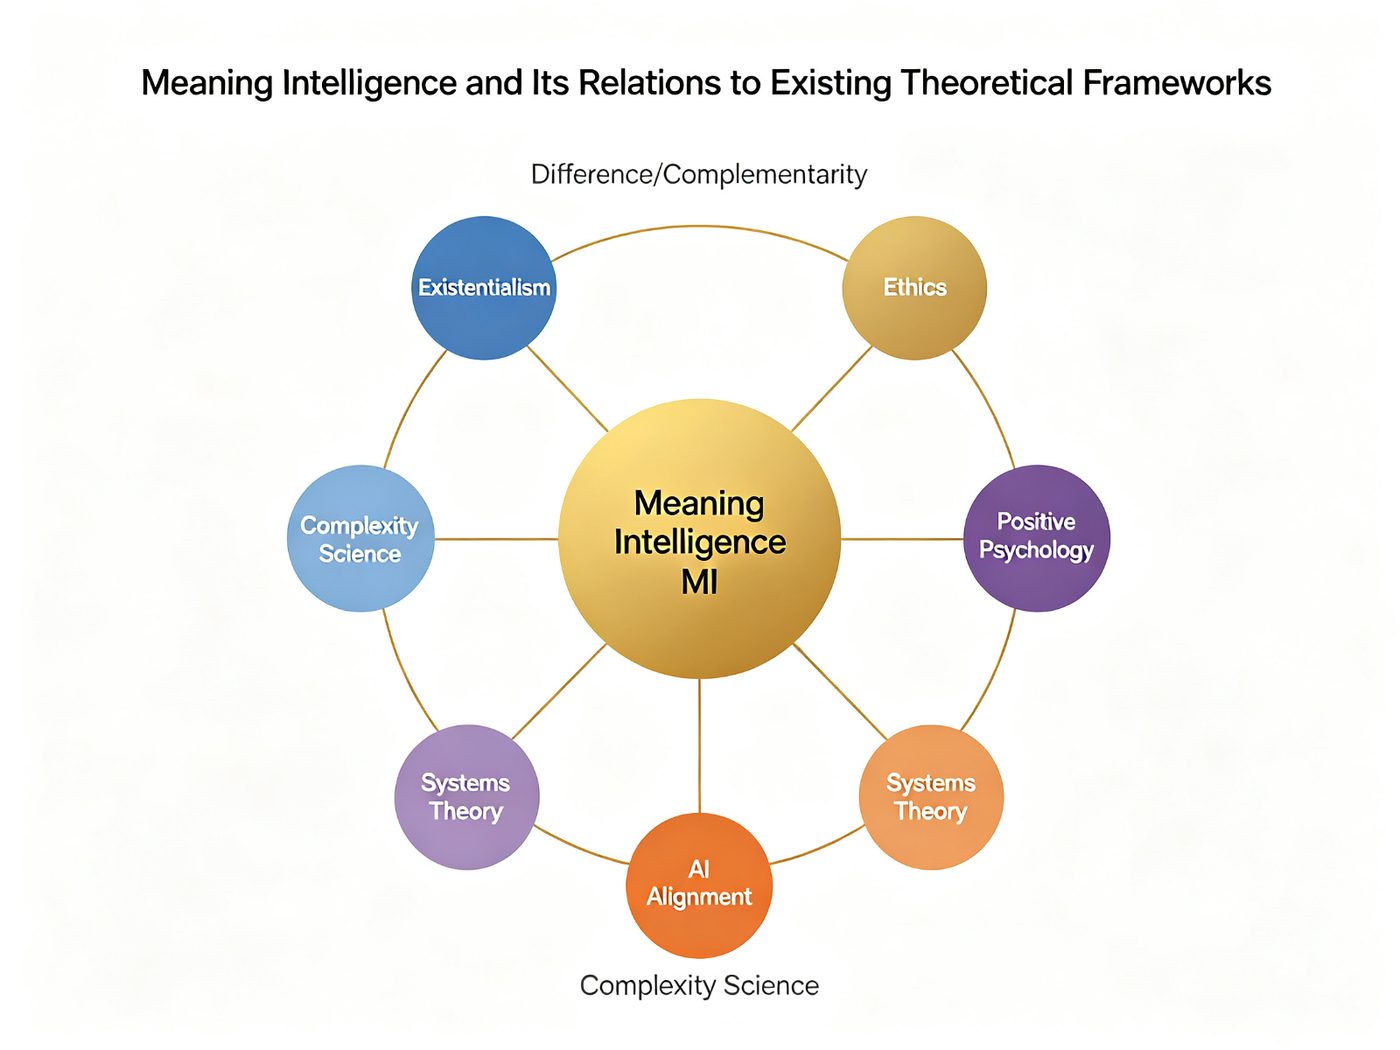 Meaning Intelligence and Its Relations to Existing Theoretical Frameworks
Difference/Complementarity
Existentialism
Ethics
Complexity
Science
Meaning
Intelligence
MI
Positive
Psychology
Systems
Theory
Systems
Theory
AI
Alignment
Complexity Science